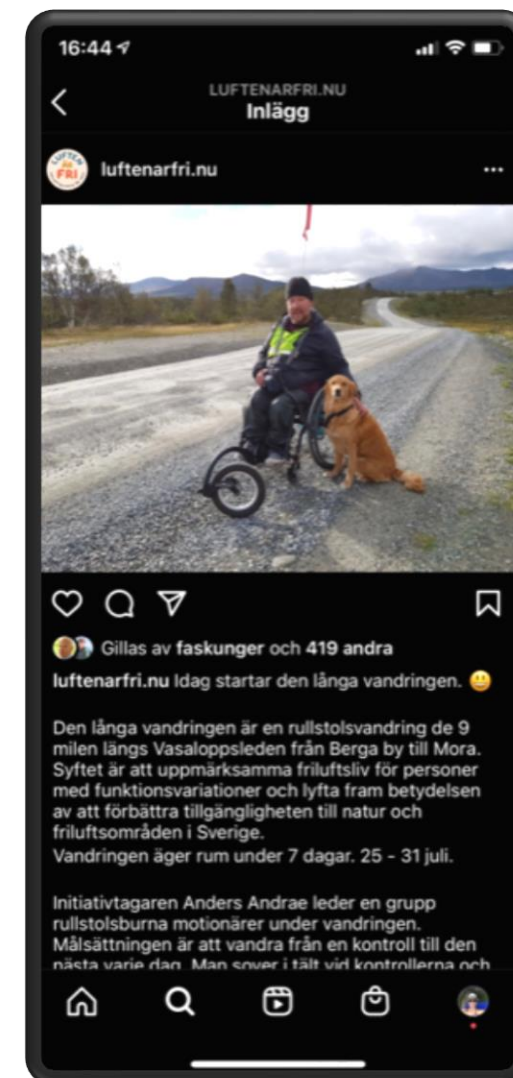 16:44
LUFTENARFRI.NU
Inlägg
LUFTEN
ÄR
FRI
luftenarfri.nu
Gillas av faskunger och 419 andra
luftenarfri.nu Idag startar den långa vandringen. 😃
Den långa vandringen är en rullstolsvandring de 9
milen längs Vasaloppsleden från Berga by till Mora.
Syftet är att uppmärksamma friluftsliv för personer
med funktionsvariationer och lyfta fram betydelsen
av att förbättra tillgängligheten till natur och
friluftsområden i Sverige.
Vandringen äger rum under 7 dagar. 25 - 31 juli.
Initiativtagaren Anders Andrae leder en grupp
rullstolsburna motionärer under vandringen.
Målsättningen är att vandra från en kontroll till den
nästa varje dag. Man sover i tält vid kontrollerna och